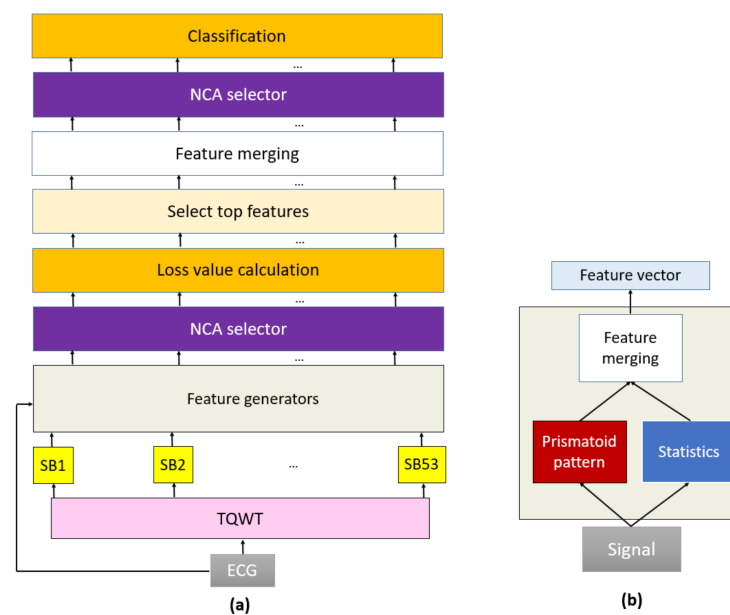 Classification
...
NCA selector
...
Feature merging
...
Select top features
...
Loss value calculation
...
NCA selector
...
Feature generators
SB1
SB2
...
SB53
TQWT
ECG
(a)
Feature vector
Feature
merging
Prismatoid
pattern
Statistics
Signal
(b)